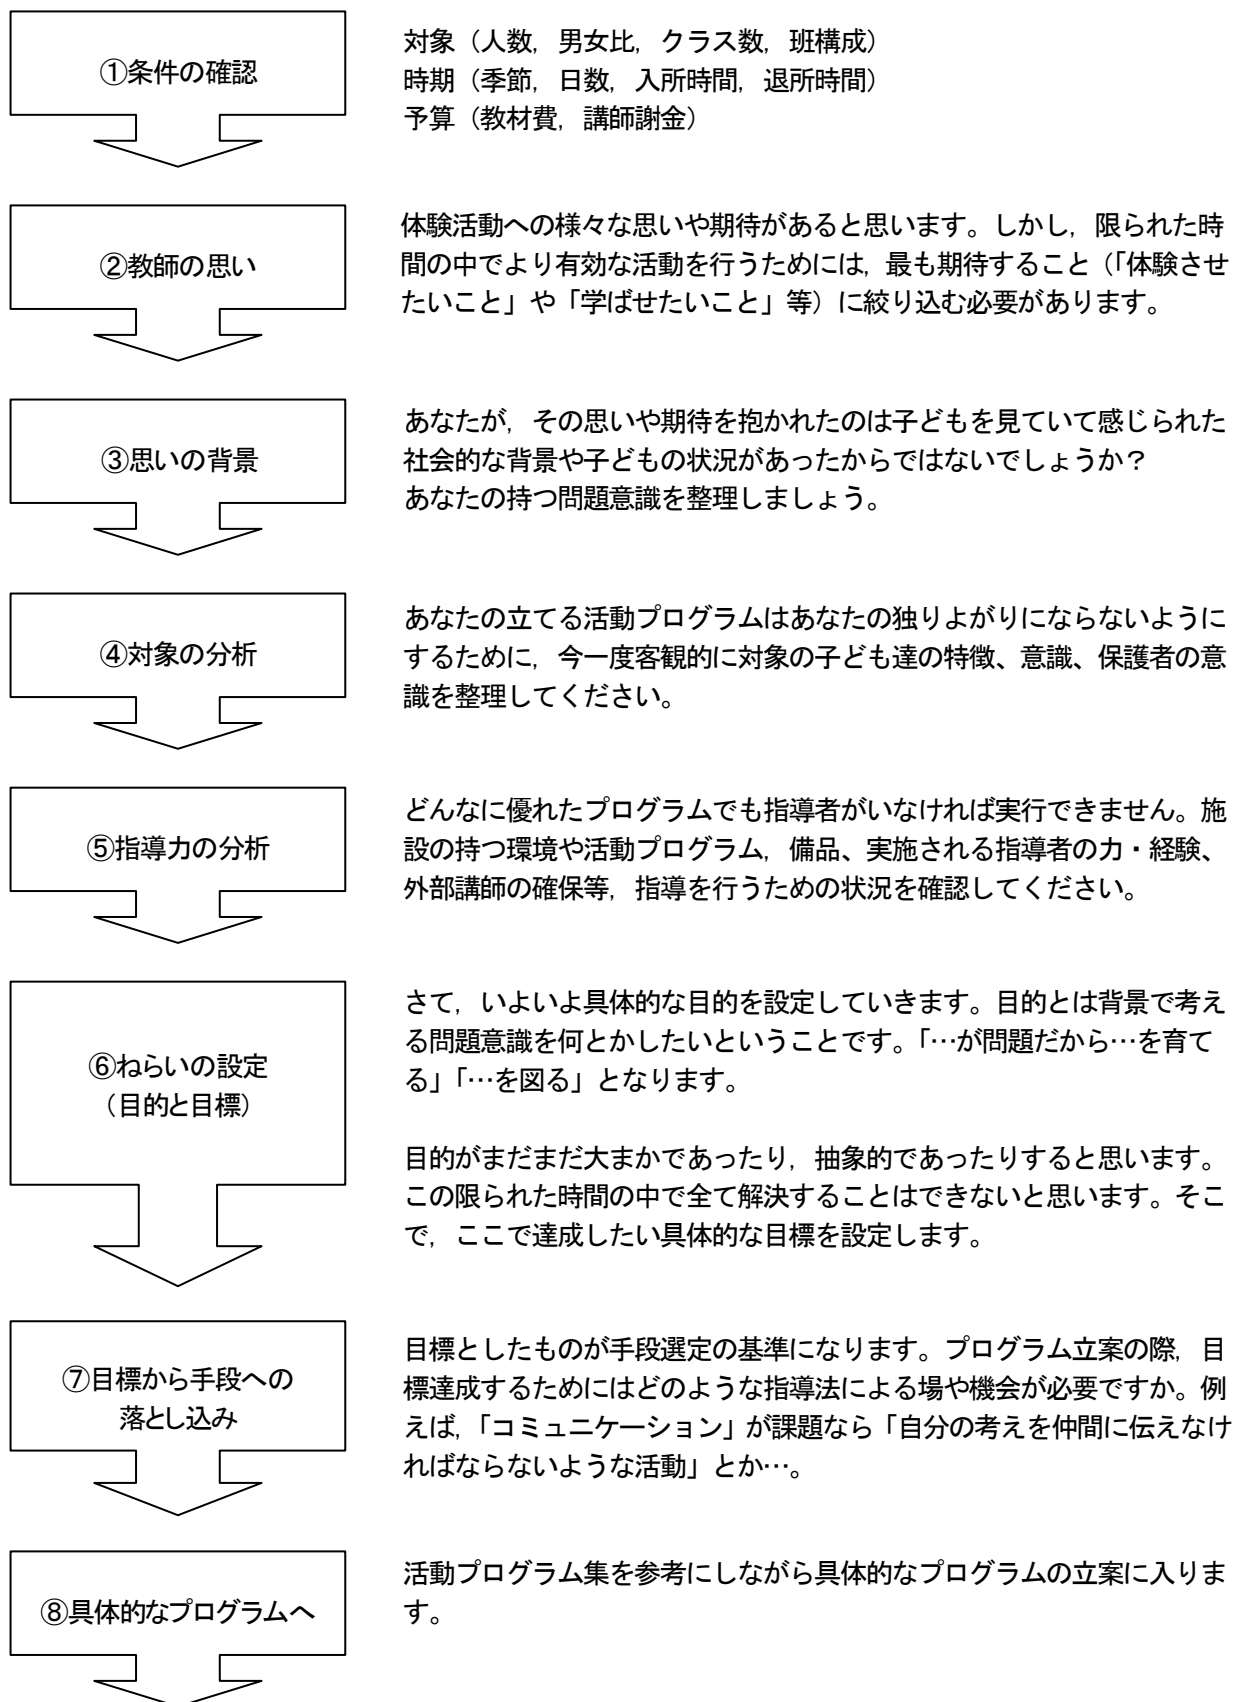 ①条件の確認
対象（人数，男女比，クラス数，班構成）
時期（季節，日数，入所時間，退所時間）
予算（教材費，講師謝金）
②教師の思い
体験活動への様々な思いや期待があると思います。しかし，限られた時
間の中でより有効な活動を行うためには，最も期待すること（「体験させ
たいこと」や「学ばせたいこと」等）に絞り込む必要があります。
③思いの背景
あなたが，その思いや期待を抱かれたのは子どもを見ていて感じられた
社会的な背景や子どもの状況があったからではないでしょうか？
あなたの持つ問題意識を整理しましょう。
④対象の分析
あなたの立てる活動プログラムはあなたの独りよがりにならないように
するために，今一度客観的に対象の子ども達の特徴、意識、保護者の意
識を整理してください。
⑤指導力の分析
どんなに優れたプログラムでも指導者がいなければ実行できません。施
設の持つ環境や活動プログラム，備品、実施される指導者の力・経験、
外部講師の確保等，指導を行うための状況を確認してください。
⑥ねらいの設定
（目的と目標）
さて，いよいよ具体的な目的を設定していきます。目的とは背景で考え
る問題意識を何とかしたいということです。「…が問題だから…を育て
る」「…を図る」となります。
目的がまだまだ大まかであったり，抽象的であったりすると思います。
この限られた時間の中で全て解決することはできないと思います。そこ
で，ここで達成したい具体的な目標を設定します。
⑦目標から手段への
落とし込み
目標としたものが手段選定の基準になります。プログラム立案の際，目
標達成するためにはどのような指導法による場や機会が必要ですか。例
えば，「コミュニケーション」が課題なら「自分の考えを仲間に伝えなけ
ればならないような活動」とか…。
⑧具体的なプログラムへ
活動プログラム集を参考にしながら具体的なプログラムの立案に入りま
す。